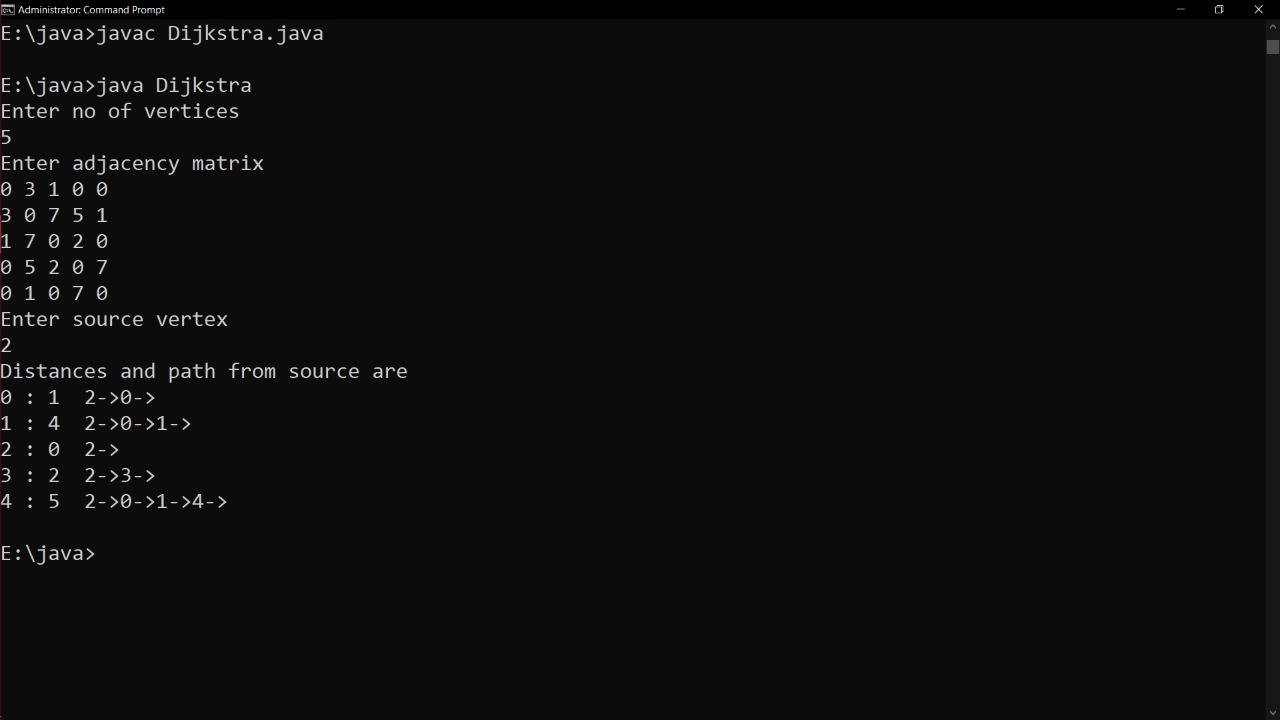 Administrator: Command Prompt
E:\java>javac Dijkstra.java
E:\java>java Dijkstra
Enter no of vertices
5
Enter adjacency matrix
0 3 1 0 0
3 0 7 5 1
1 7 0 2 0
0 5 2 0 7
0 1 0 7 0
Enter source vertex
2
Distances and path from source are
0 : 1  2->0->
1 : 4  2->0->1->
2 : 0  2->
3 : 2  2->3->
4 : 5  2->0->1->4->
E:\java>